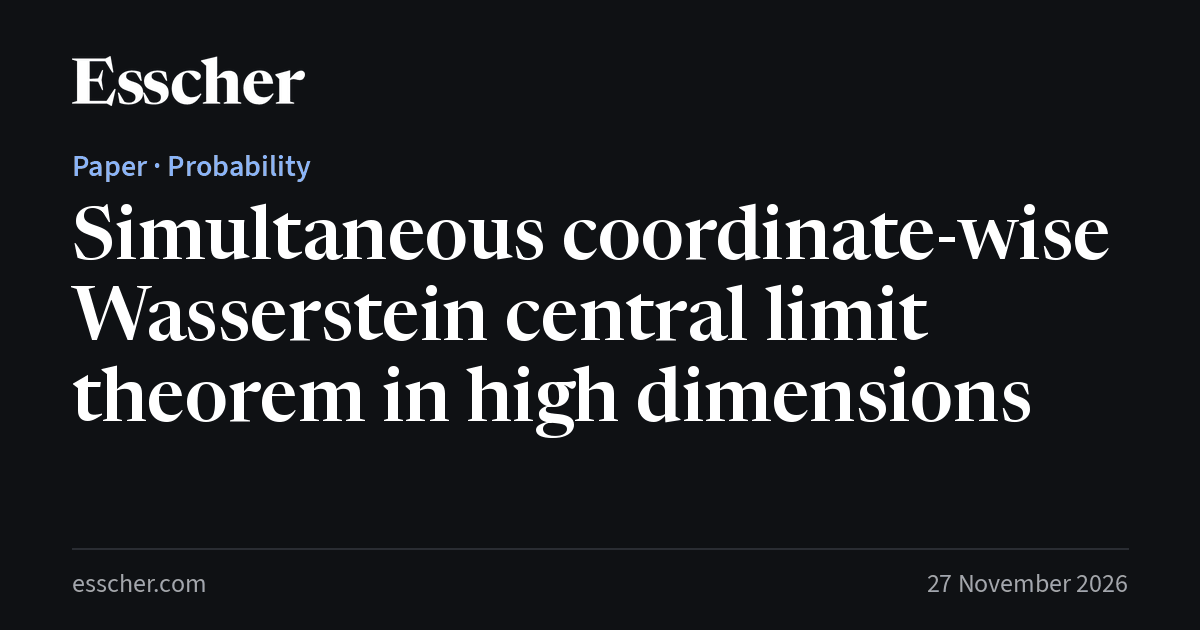 Esscher
Paper · Probability
Simultaneous coordinate-wise
Wasserstein central limit
theorem in high dimensions
esscher.com
27 November 2026